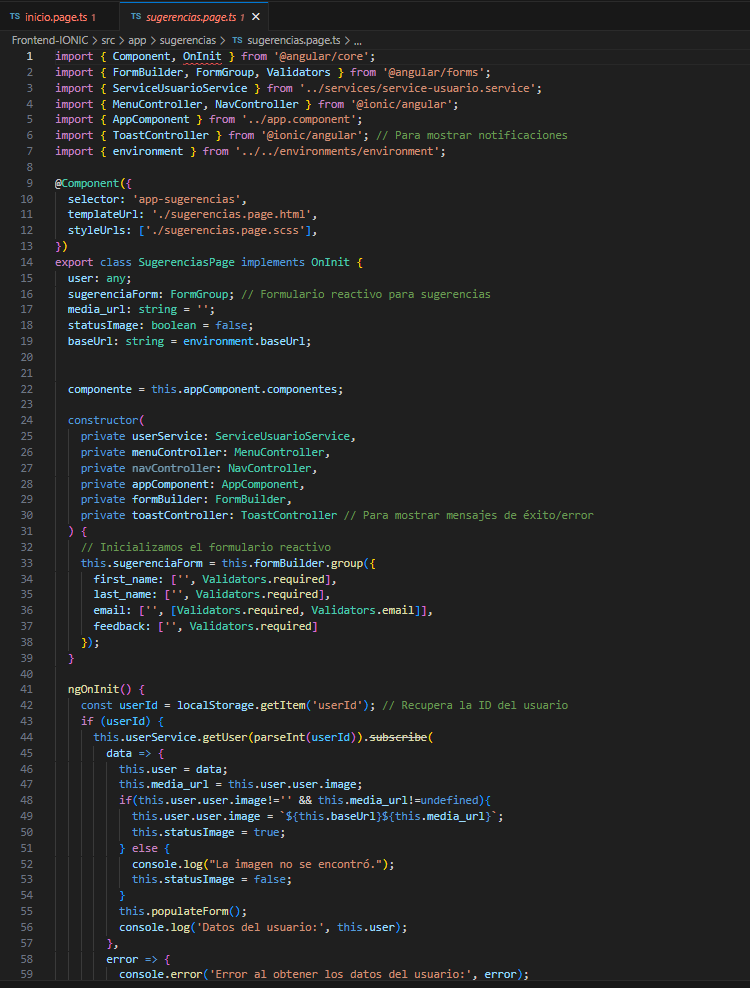 TS inicio.page.ts 1 TS sugerencias.page.ts 1 ×
Frontend-IONIC > src > app > sugerencias > TS sugerencias.page.ts > ...
1 import { Component, OnInit } from '@angular/core';
2 import { FormBuilder, FormGroup, Validators } from '@angular/forms';
3 import { ServiceUsuarioService } from '../services/service-usuario.service';
4 import { MenuController, NavController } from '@ionic/angular';
5 import { AppComponent } from '../app.component';
6 import { ToastController } from '@ionic/angular'; // Para mostrar notificaciones
7 import { environment } from '../../environments/environment';
8
9 @Component({
10   selector: 'app-sugerencias',
11   templateUrl: './sugerencias.page.html',
12   styleUrls: ['./sugerencias.page.scss'],
13 })
14 export class SugerenciasPage implements OnInit {
15   user: any;
16   sugerenciaForm: FormGroup; // Formulario reactivo para sugerencias
17   media_url: string = '';
18   statusImage: boolean = false;
19   baseUrl: string = environment.baseUrl;
20
21
22   componente = this.appComponent.componentes;
23
24   constructor(
25     private userService: ServiceUsuarioService,
26     private menuController: MenuController,
27     private navController: NavController,
28     private appComponent: AppComponent,
29     private formBuilder: FormBuilder,
30     private toastController: ToastController // Para mostrar mensajes de éxito/error
31   ) {
32     // Inicializamos el formulario reactivo
33     this.sugerenciaForm = this.formBuilder.group({
34       first_name: ['', Validators.required],
35       last_name: ['', Validators.required],
36       email: ['', [Validators.required, Validators.email]],
37       feedback: ['', Validators.required]
38     });
39   }
40
41   ngOnInit() {
42     const userId = localStorage.getItem('userId'); // Recupera la ID del usuario
43     if (userId) {
44       this.userService.getUser(parseInt(userId)).subscribe(
45         data => {
46           this.user = data;
47           this.media_url = this.user.user.image;
48           if(this.user.user.image!='' && this.media_url!=undefined){
49             this.user.user.image = `${this.baseUrl}${this.media_url}`;
50             this.statusImage = true;
51           } else {
52             console.log("La imagen no se encontró.");
53             this.statusImage = false;
54           }
55           this.populateForm();
56           console.log('Datos del usuario:', this.user);
57         },
58         error => {
59           console.error('Error al obtener los datos del usuario:', error);